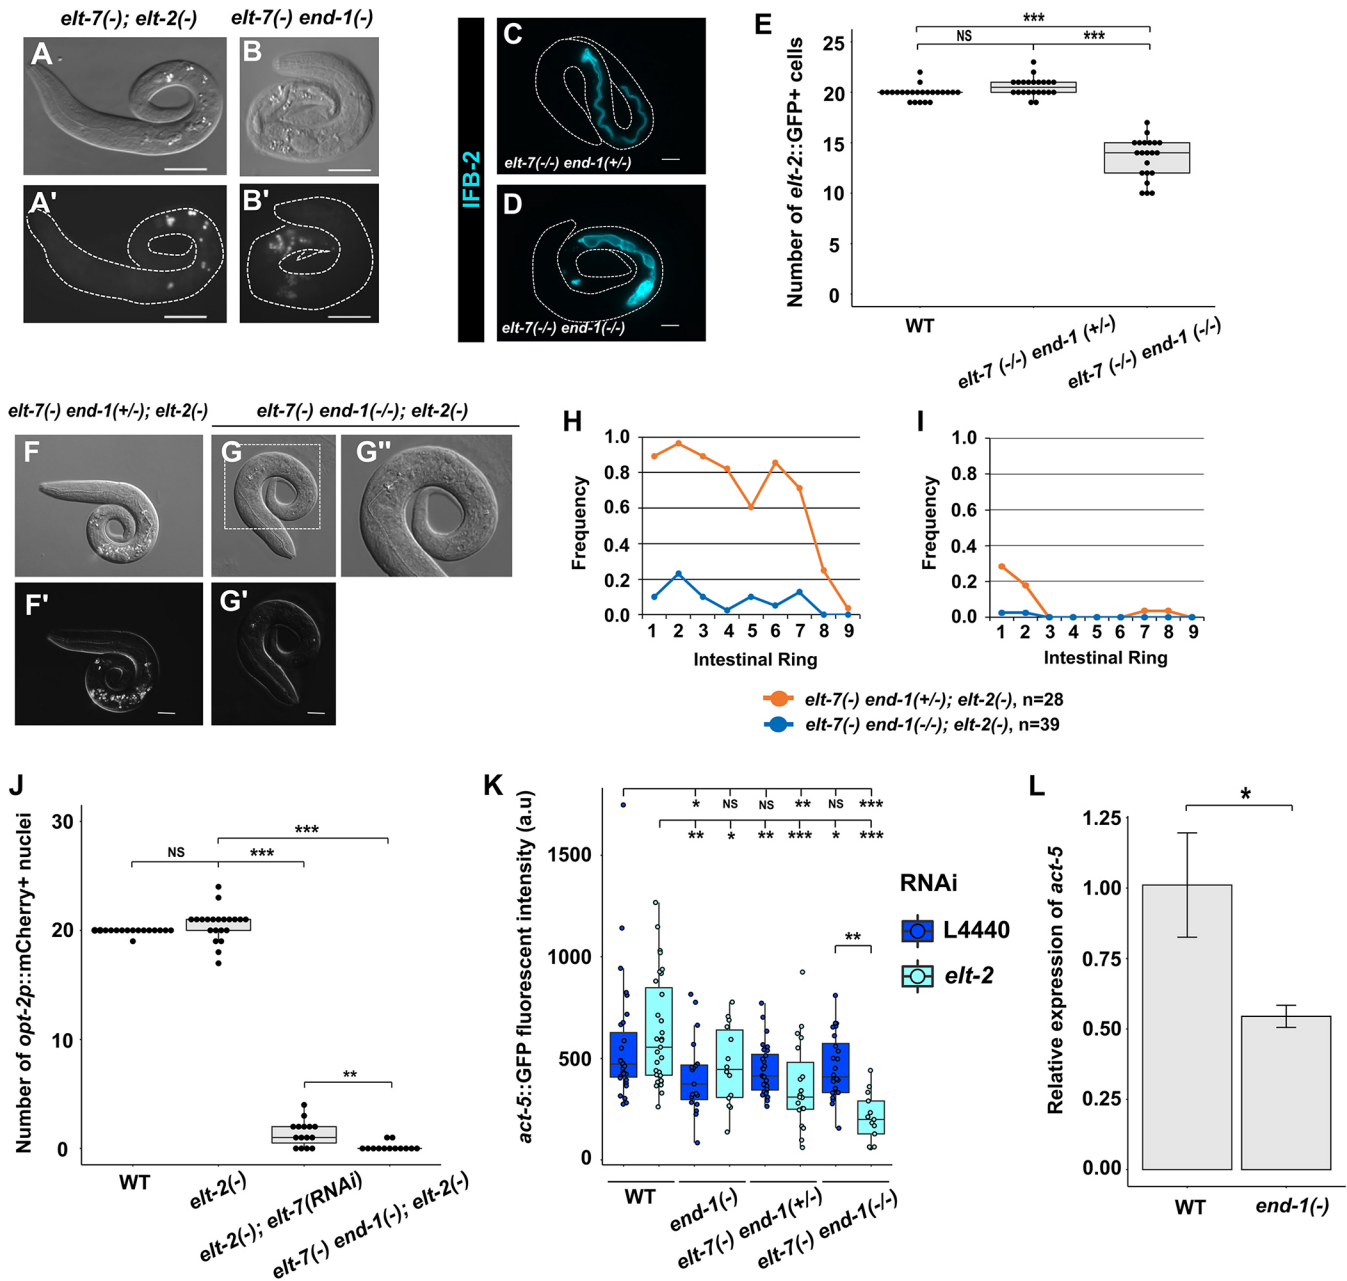 elt-7(-); elt-2(-)
elt-7(-) end-1(-)
A
B
A'
B'
IFB-2
C
elt-7(-/-) end-1(+/-)
D
elt-7(-/-) end-1(-/-)
E
Number of elt-2::GFP+ cells
25
20
15
10
5
0
***
NS
***
WT
elt-7 (-/-) end-1 (+/-)
elt-7 (-/-) end-1 (-/-)
elt-7(-) end-1(+/-); elt-2(-)
elt-7(-) end-1(-/-); elt-2(-)
F
G
G"
F'
G'
H
Frequency
1.0
0.8
0.6
0.4
0.2
0.0
1 2 3 4 5 6 7 8 9
Intestinal Ring
I
Frequency
1.0
0.8
0.6
0.4
0.2
0.0
1 2 3 4 5 6 7 8 9
Intestinal Ring
elt-7(-) end-1(+/-); elt-2(-), n=28
elt-7(-) end-1(-/-); elt-2(-), n=39
J
Number of opt-2p::mCherry+ nuclei
30
20
10
0
***
NS
***
**
WT
elt-2(-)
elt-2(-); elt-7(RNAi)
elt-7(-) end-1(-); elt-2(-)
K
act-5::GFP fluorescent intensity (a.u)
1500
1000
500
0
* NS NS ** NS ***
** * ** *** * ***
**
WT
end-1(-)
elt-7(-) end-1(+/-)
elt-7(-) end-1(-/-)
RNAi
L4440
elt-2
L
Relative expression of act-5
1.25
1.00
0.75
0.50
0.25
0.00
*
WT
end-1(-)